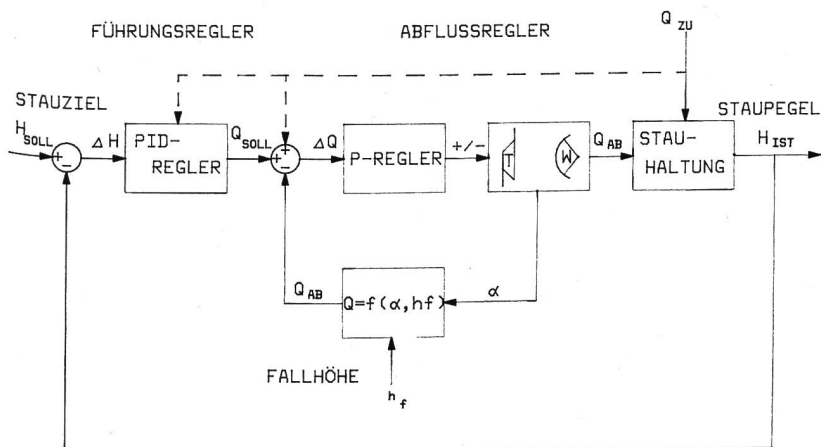 FÜHRUNGSREGLER
ABFLUSSREGLER
Q ZU
STAUZIEL
H SOLL
+
−
ΔH
PID-
REGLER
Q SOLL
+
+
−
ΔQ
P-REGLER
+/−
T
W
Q AB
STAU-
HALTUNG
STAUPEGEL
H IST
Q AB
Q=f(α,hf)
α
FALLHÖHE
h f